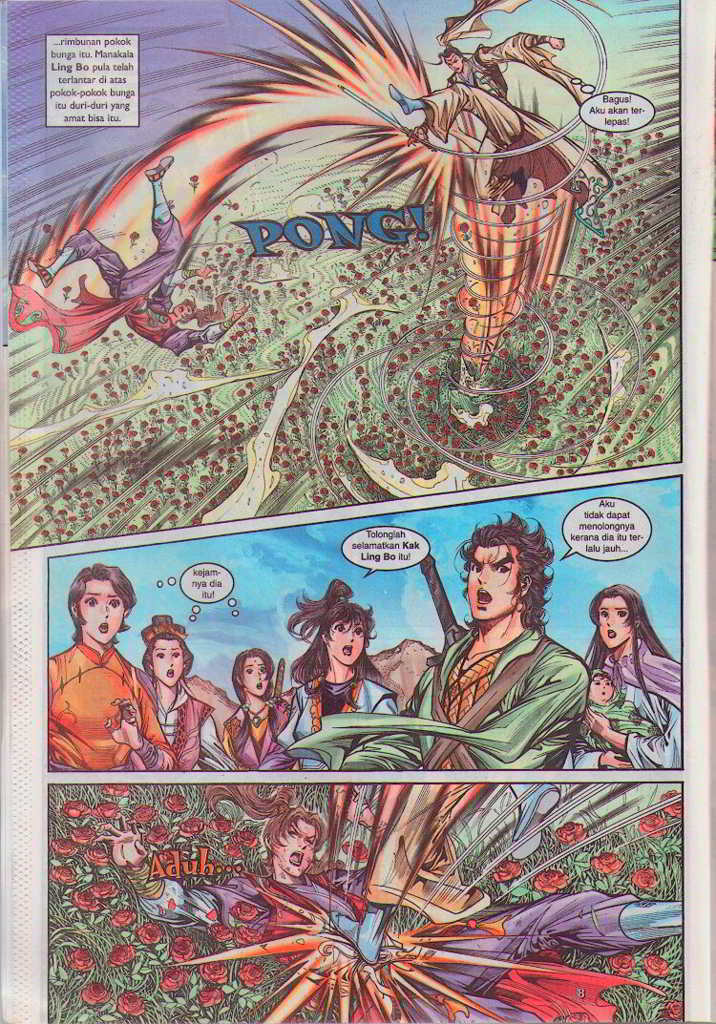 ...rimbunan pokok
bunga itu. Manakala
Ling Bo pula telah
terlantar di atas
pokok-pokok bunga
itu duri-duri yang
amat bisa itu.
Bagus!
Aku akan ter-
lepas!
PONG!
kejam-
nya dia
itu!
Tolonglah
selamatkan Kak
Ling Bo itu!
Aku
tidak dapat
menolongnya
kerana dia itu ter-
lalu jauh...
Aduh...
8